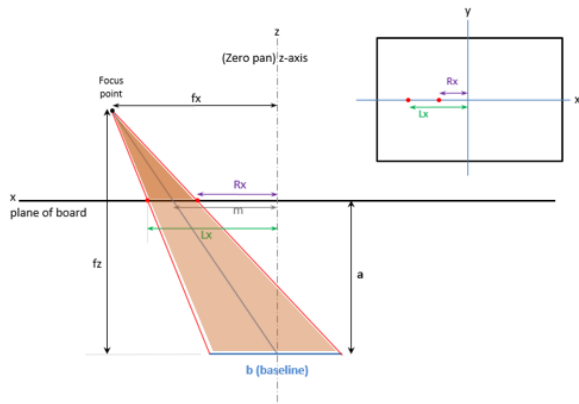 z
(Zero pan) z-axis
Focus
point
fx
Rx
x
plane of board
m
Lx
fz
a
b (baseline)
y
Rx
x
Lx